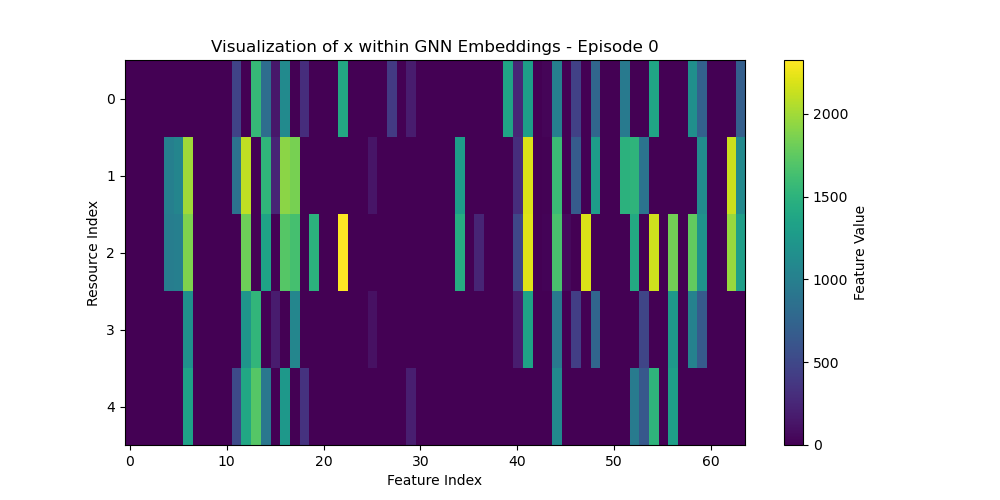 Visualization of x within GNN Embeddings - Episode 0
0
1
2
3
4
Resource Index
0 10 20 30 40 50 60
Feature Index
2000
1500
1000
500
0
Feature Value